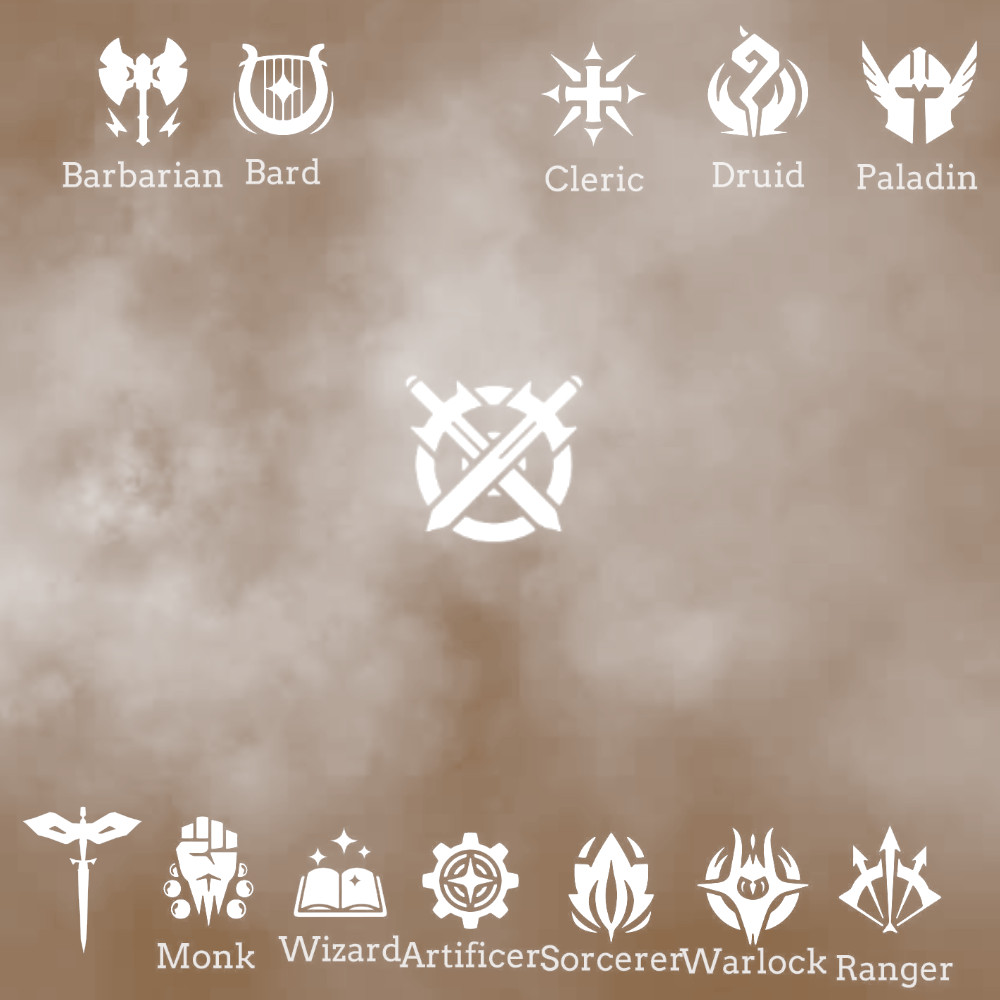 Barbarian
Bard
Cleric
Druid
Paladin
Monk
Wizard
Artificer
Sorcerer
Warlock
Ranger